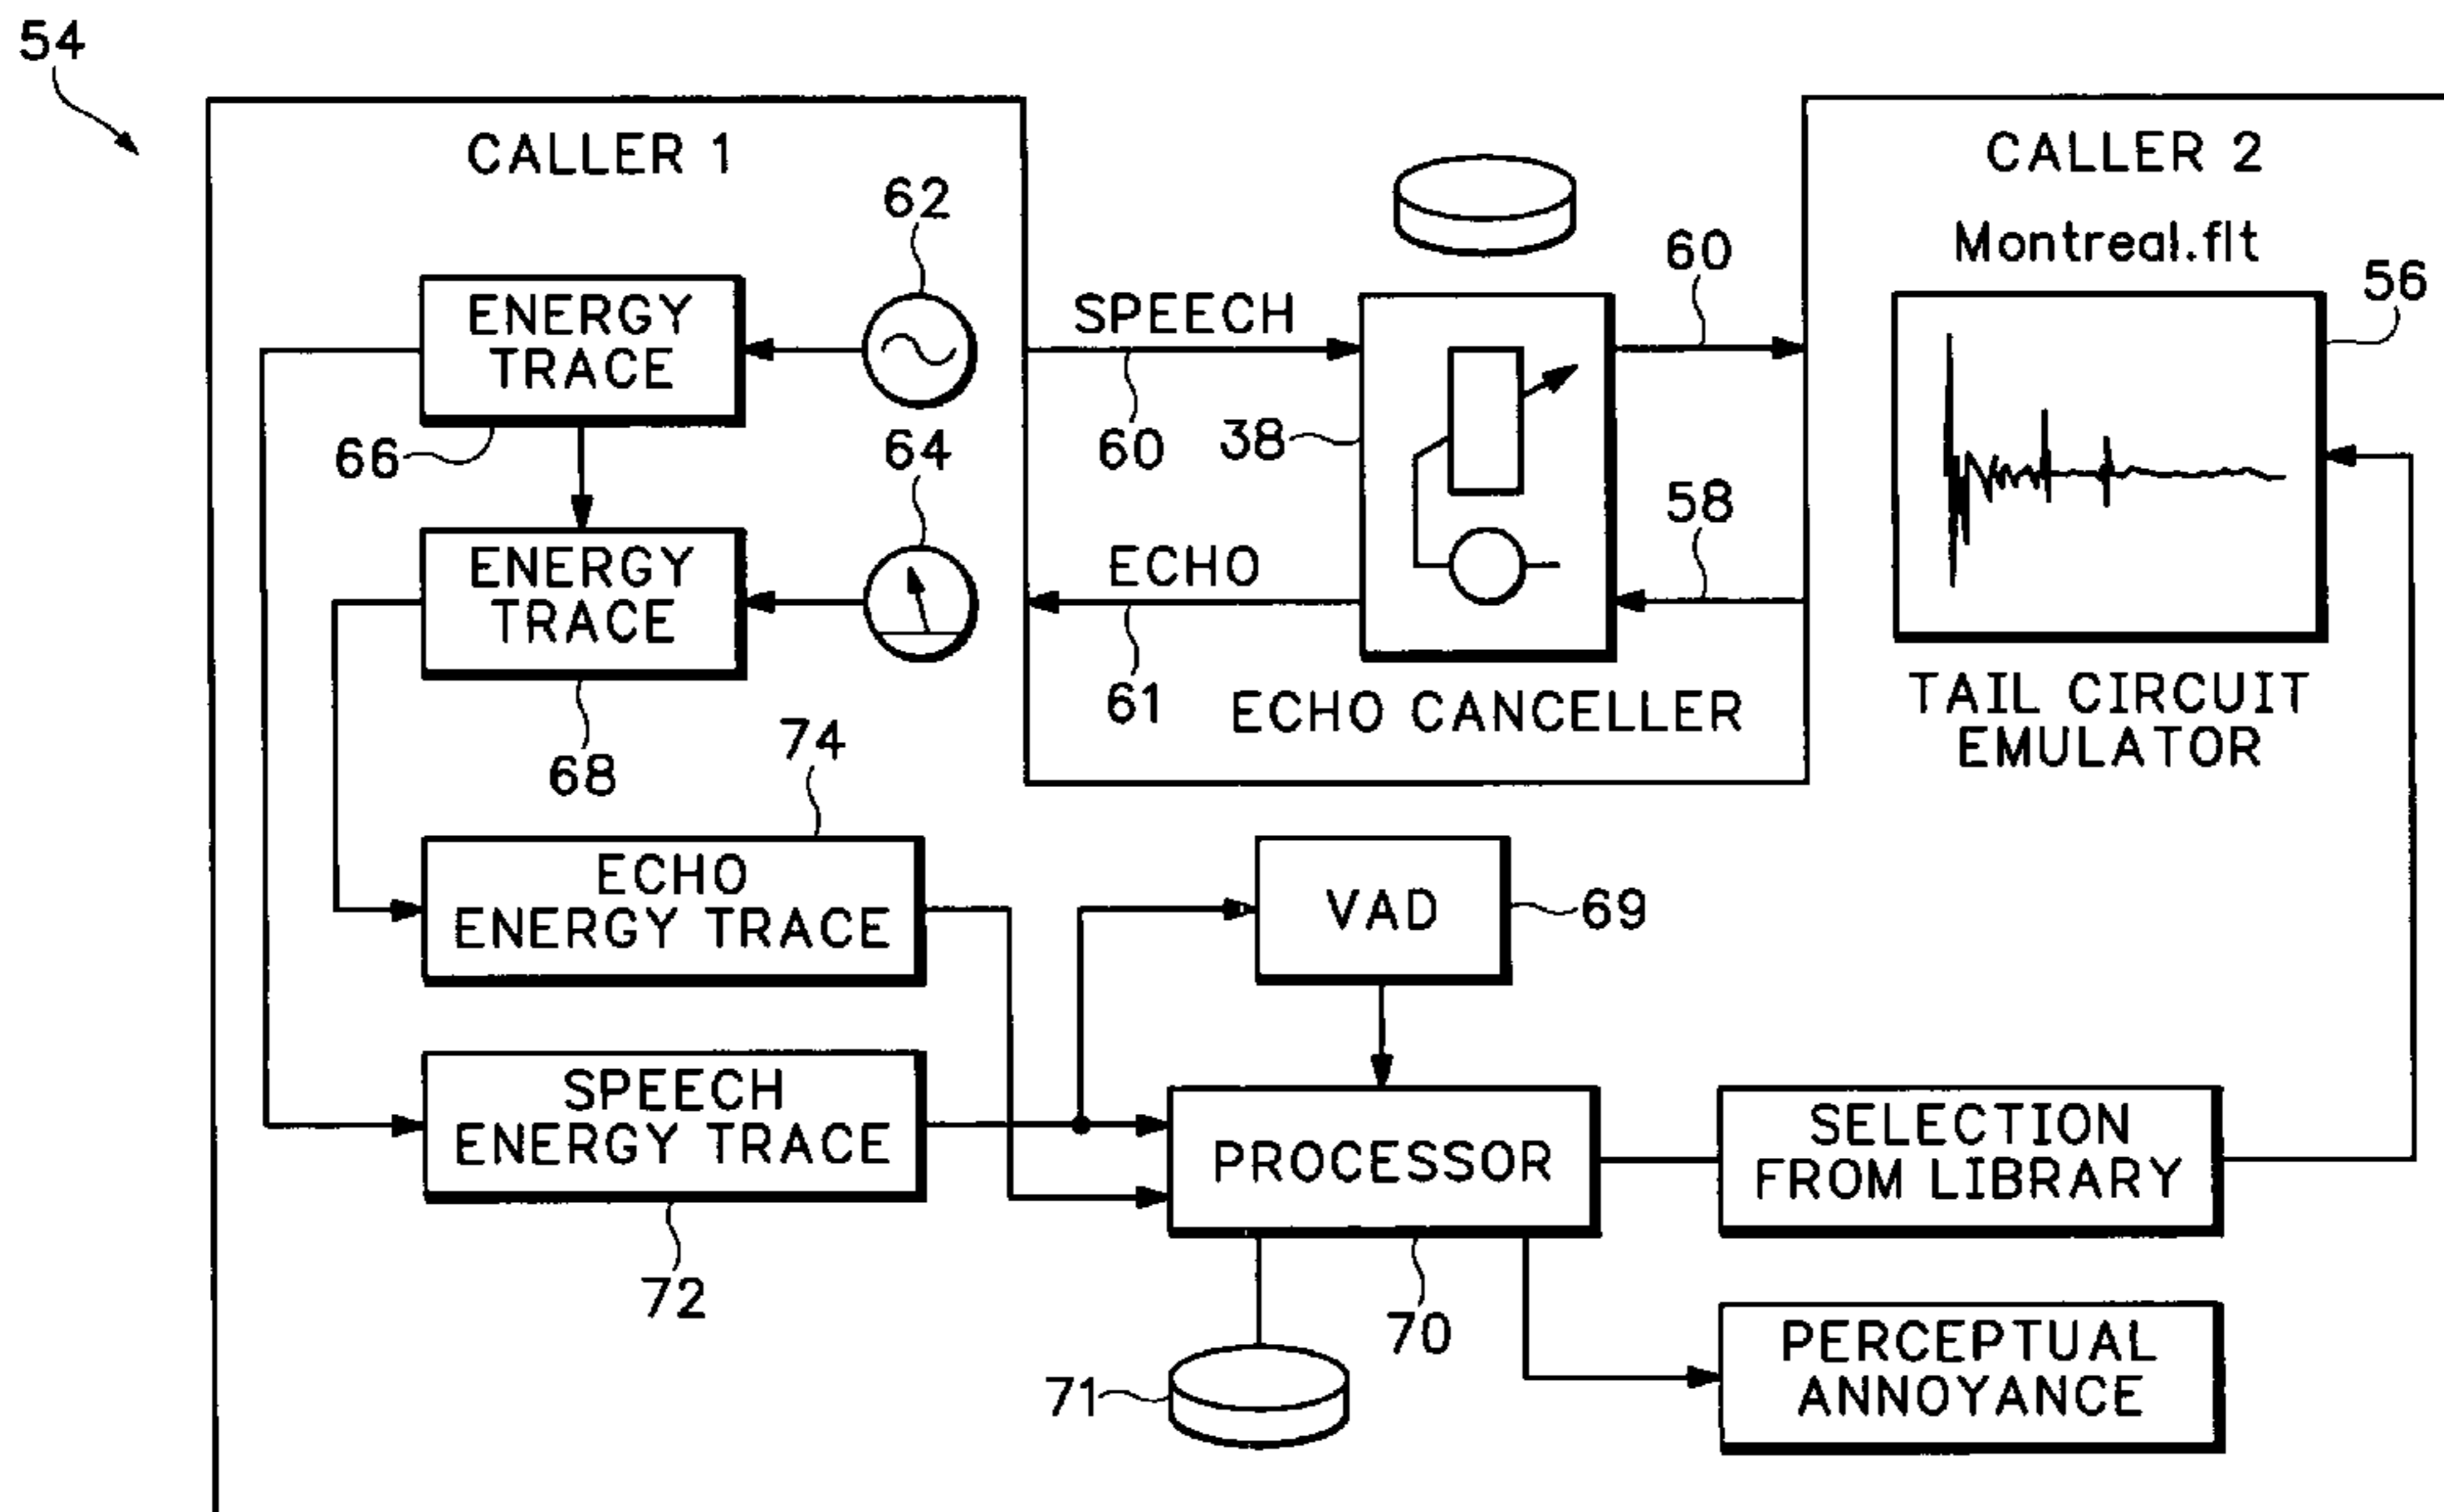 54
CALLER 1
CALLER 2
Montreal.flt
62
60
56
ENERGY
TRACE
SPEECH
66
64
60
38
58
ENERGY
TRACE
ECHO
61
68
74
ECHO CANCELLER
TAIL CIRCUIT
EMULATOR
ECHO
ENERGY TRACE
VAD
69
SPEECH
ENERGY TRACE
72
PROCESSOR
70
71
SELECTION
FROM LIBRARY
PERCEPTUAL
ANNOYANCE